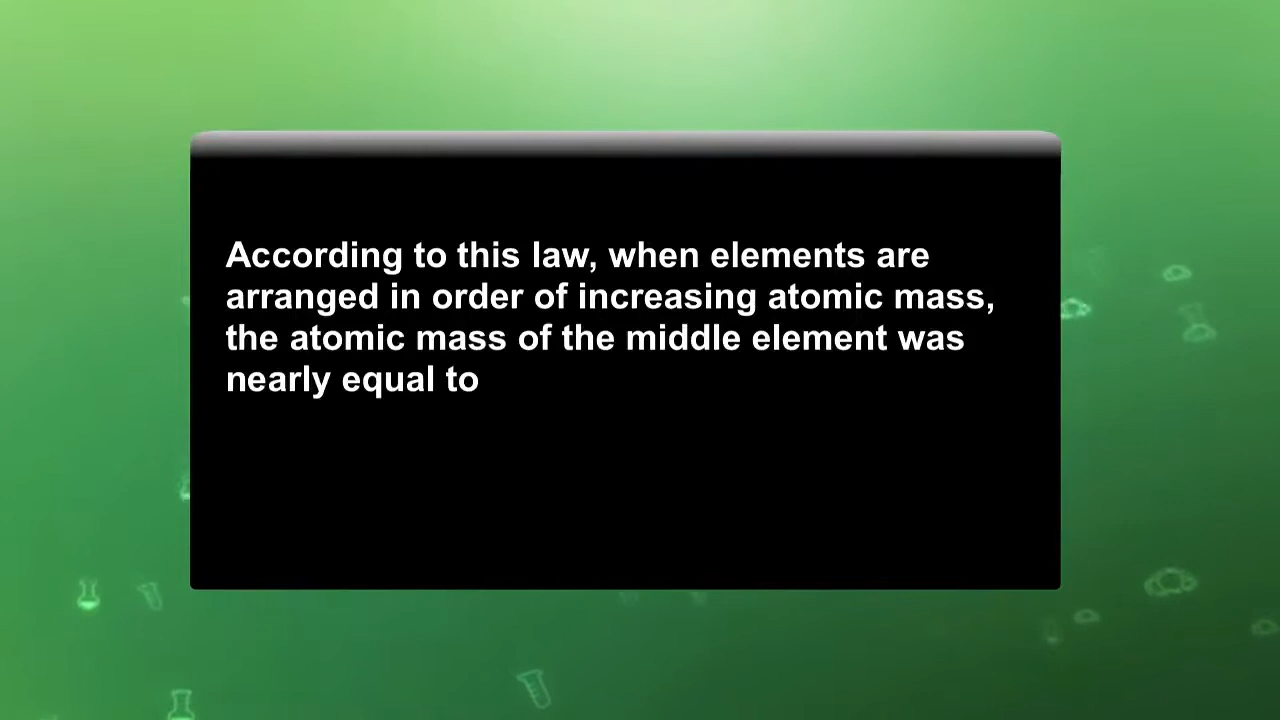 According to this law, when elements are
arranged in order of increasing atomic mass,
the atomic mass of the middle element was
nearly equal to